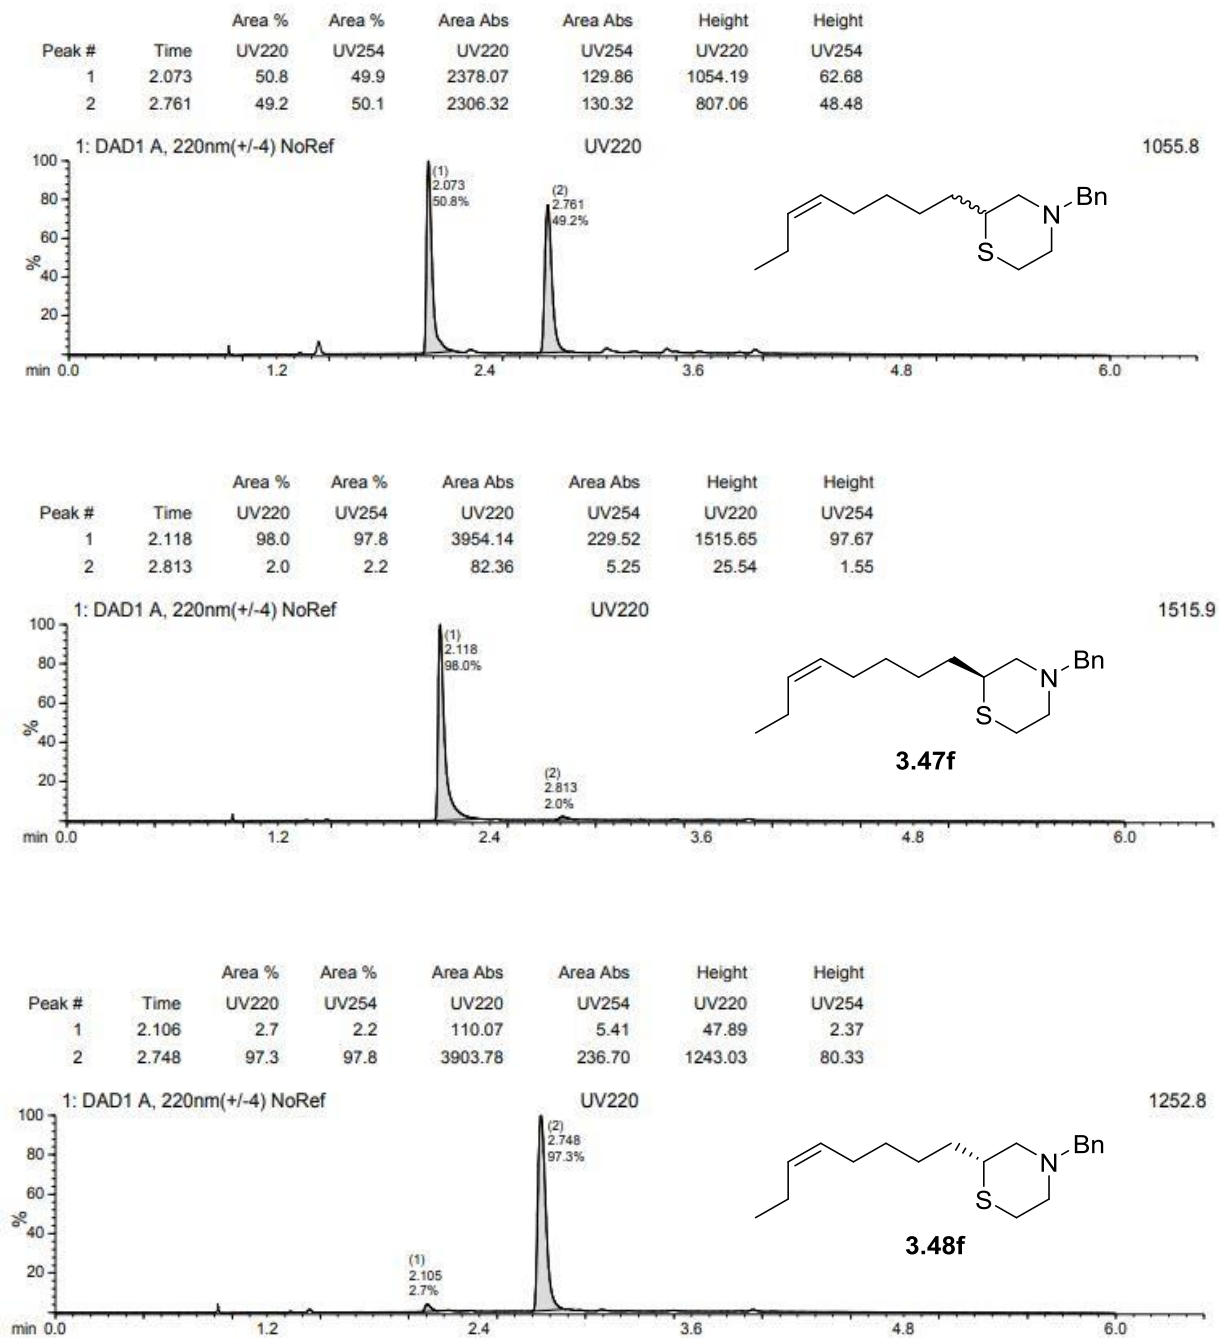 Area % Area % Area Abs Area Abs Height Height
Peak # Time UV220 UV254 UV220 UV254 UV220 UV254
1 2.073 50.8 49.9 2378.07 129.86 1054.19 62.68
2 2.761 49.2 50.1 2306.32 130.32 807.06 48.48
1: DAD1 A, 220nm(+/-4) NoRef UV220 1055.8
100
80
60
40
20
%
(1)
2.073
50.8%
(2)
2.761
49.2%
N Bn
S
min 0.0 1.2 2.4 3.6 4.8 6.0
Area % Area % Area Abs Area Abs Height Height
Peak # Time UV220 UV254 UV220 UV254 UV220 UV254
1 2.118 98.0 97.8 3954.14 229.52 1515.65 97.67
2 2.813 2.0 2.2 82.36 5.25 25.54 1.55
1: DAD1 A, 220nm(+/-4) NoRef UV220 1515.9
100
80
60
40
20
%
(1)
2.118
98.0%
(2)
2.813
2.0%
N Bn
S
3.47f
min 0.0 1.2 2.4 3.6 4.8 6.0
Area % Area % Area Abs Area Abs Height Height
Peak # Time UV220 UV254 UV220 UV254 UV220 UV254
1 2.106 2.7 2.2 110.07 5.41 47.89 2.37
2 2.748 97.3 97.8 3903.78 236.70 1243.03 80.33
1: DAD1 A, 220nm(+/-4) NoRef UV220 1252.8
100
80
60
40
20
%
(1)
2.105
2.7%
(2)
2.748
97.3%
N Bn
S
3.48f
min 0.0 1.2 2.4 3.6 4.8 6.0